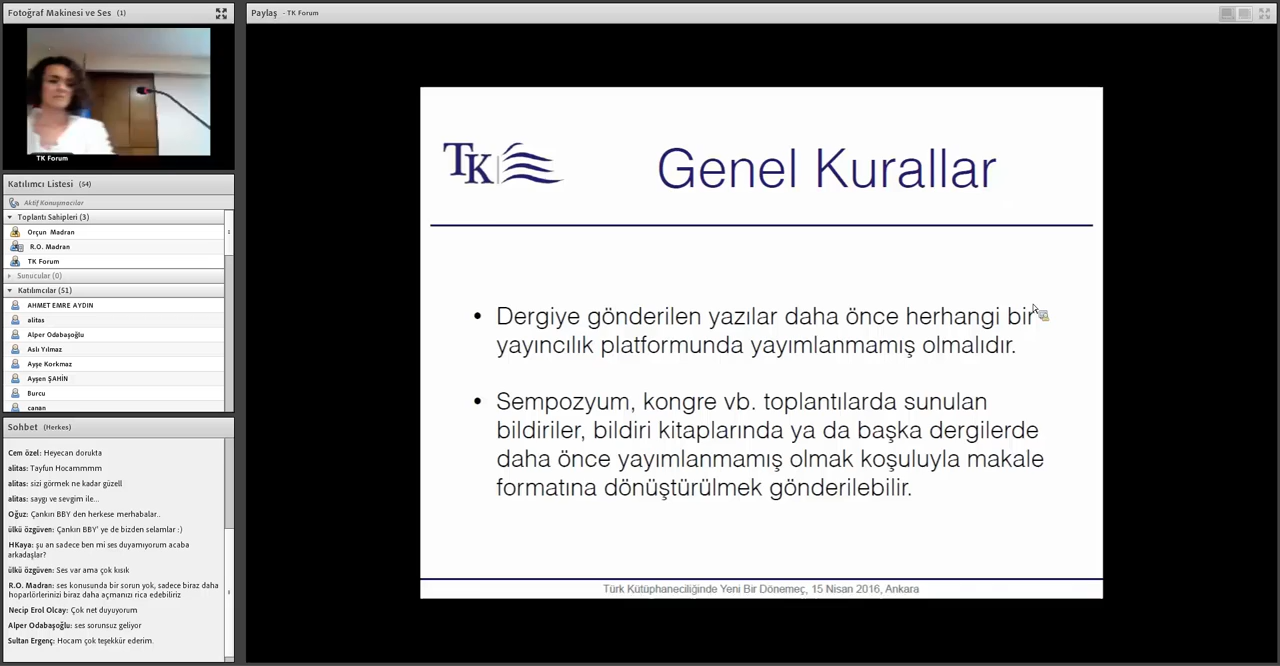 Fotoğraf Makinesi ve Ses (1)
TK Forum
Katılımcı Listesi (54)
Aktif Konuşmacılar
Toplantı Sahipleri (3)
Orçun Madran
R.O. Madran
TK Forum
Sunucular (0)
Katılımcılar (51)
AHMET EMRE AYDIN
alitas
Alper Odabaşoğlu
Aslı Yılmaz
Ayşe Korkmaz
Ayşen ŞAHİN
Burcu
canan
Sohbet (Herkes)
Cem özel: Heyecan dorukta
alitas: Tayfun Hocammmm
alitas: sizi görmek ne kadar güzell
alitas: saygı ve sevgim ile...
Oğuz: Çankırı BBY den herkese merhabalar..
ülkü özgüven: Çankırı BBY' ye de bizden selamlar :)
HKaya: şu an sadece ben mi ses duyamıyorum acaba
arkadaşlar?
ülkü özgüven: Ses var ama çok kısık
R.O. Madran: ses konusunda bir sorun yok, sadece biraz daha
hoparlörlerinizi biraz daha açmanızı rica edebiliriz
Necip Erol Olcay: Çok net duyuyorum
Alper Odabaşoğlu: ses sorunsuz geliyor
Sultan Ergenç: Hocam çok teşekkür ederim.
Paylaş - TK Forum
TK
Genel Kurallar
• Dergiye gönderilen yazılar daha önce herhangi bir
yayıncılık platformunda yayımlanmamış olmalıdır.
• Sempozyum, kongre vb. toplantılarda sunulan
bildiriler, bildiri kitaplarında ya da başka dergilerde
daha önce yayımlanmamış olmak koşuluyla makale
formatına dönüştürülmek gönderilebilir.
Türk Kütüphaneciliğinde Yeni Bir Dönemeç, 15 Nisan 2016, Ankara